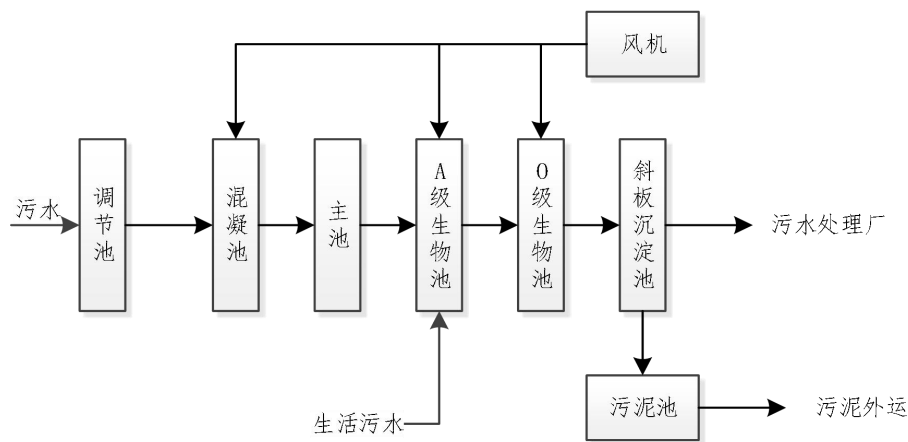 风机
污水
调节池
混凝池
主池
A级生物池
O级生物池
斜板沉淀池
污水处理厂
生活污水
污泥池
污泥外运